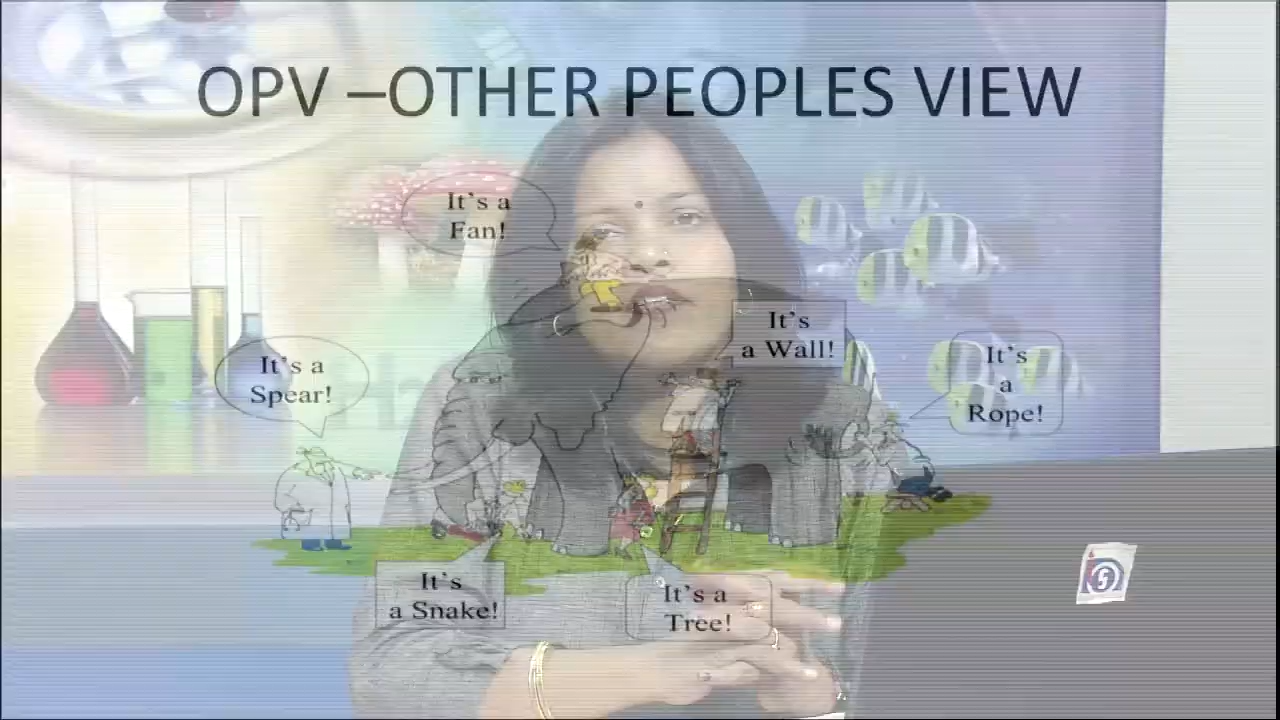 OPV –OTHER PEOPLES VIEW
It's a
Fan!
It's
a Wall!
It's a
Spear!
It's
a
Rope!
It's
a Snake!
It's a
Tree!